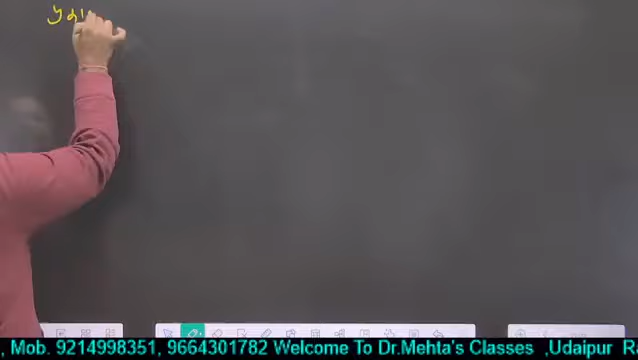 , Mob. 9214998351, 9664301782 Welcome To Dr.Mehta's Classes ,Udaipur R